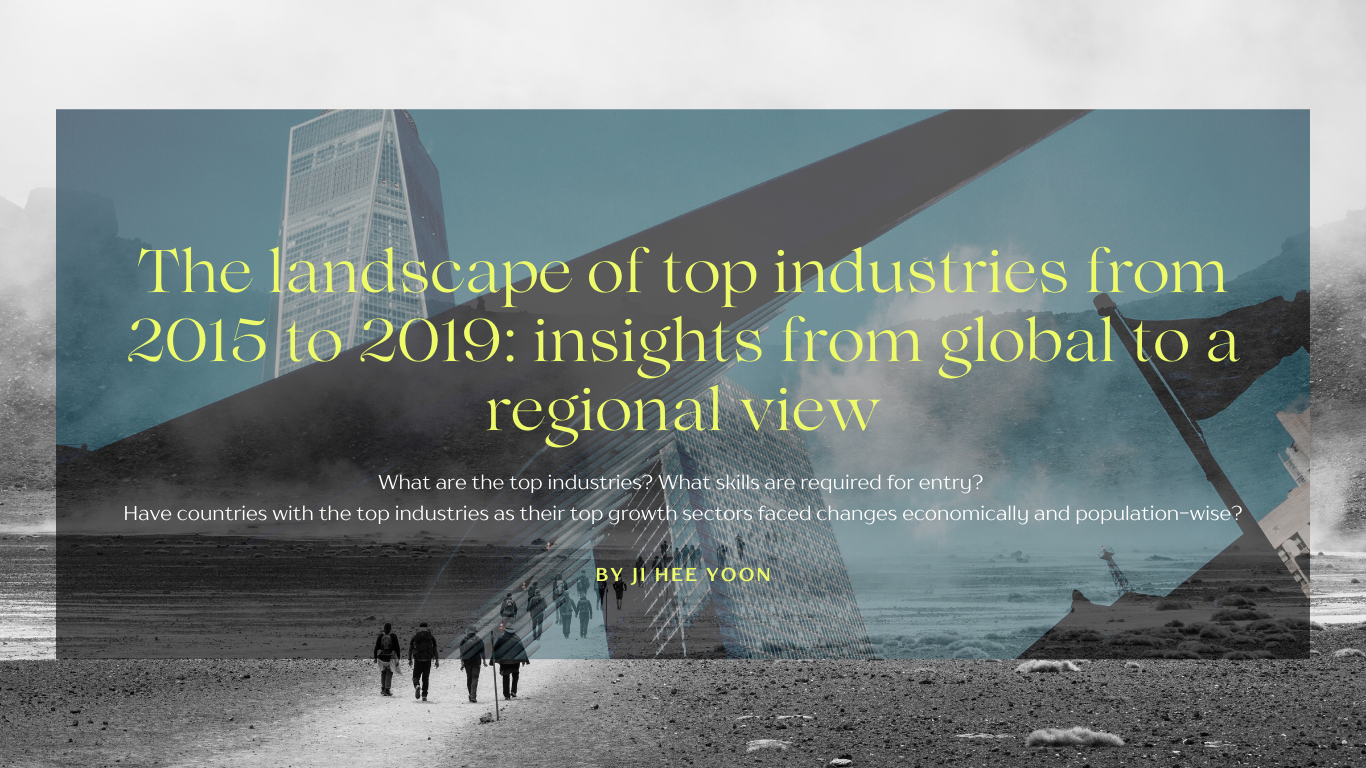 The landscape of top industries from
2015 to 2019: insights from global to a
regional view
What are the top industries? What skills are required for entry?
Have countries with the top industries as their top growth sectors faced changes economically and population-wise?
BY JI HEE YOON